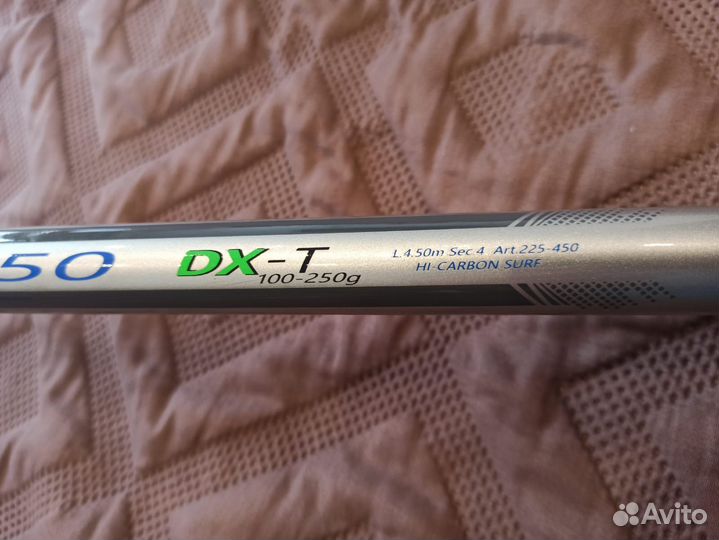 50 DX-T
100-250g
L.4.50m Sec.4 Art.225-450
HI-CARBON SURF
Avito